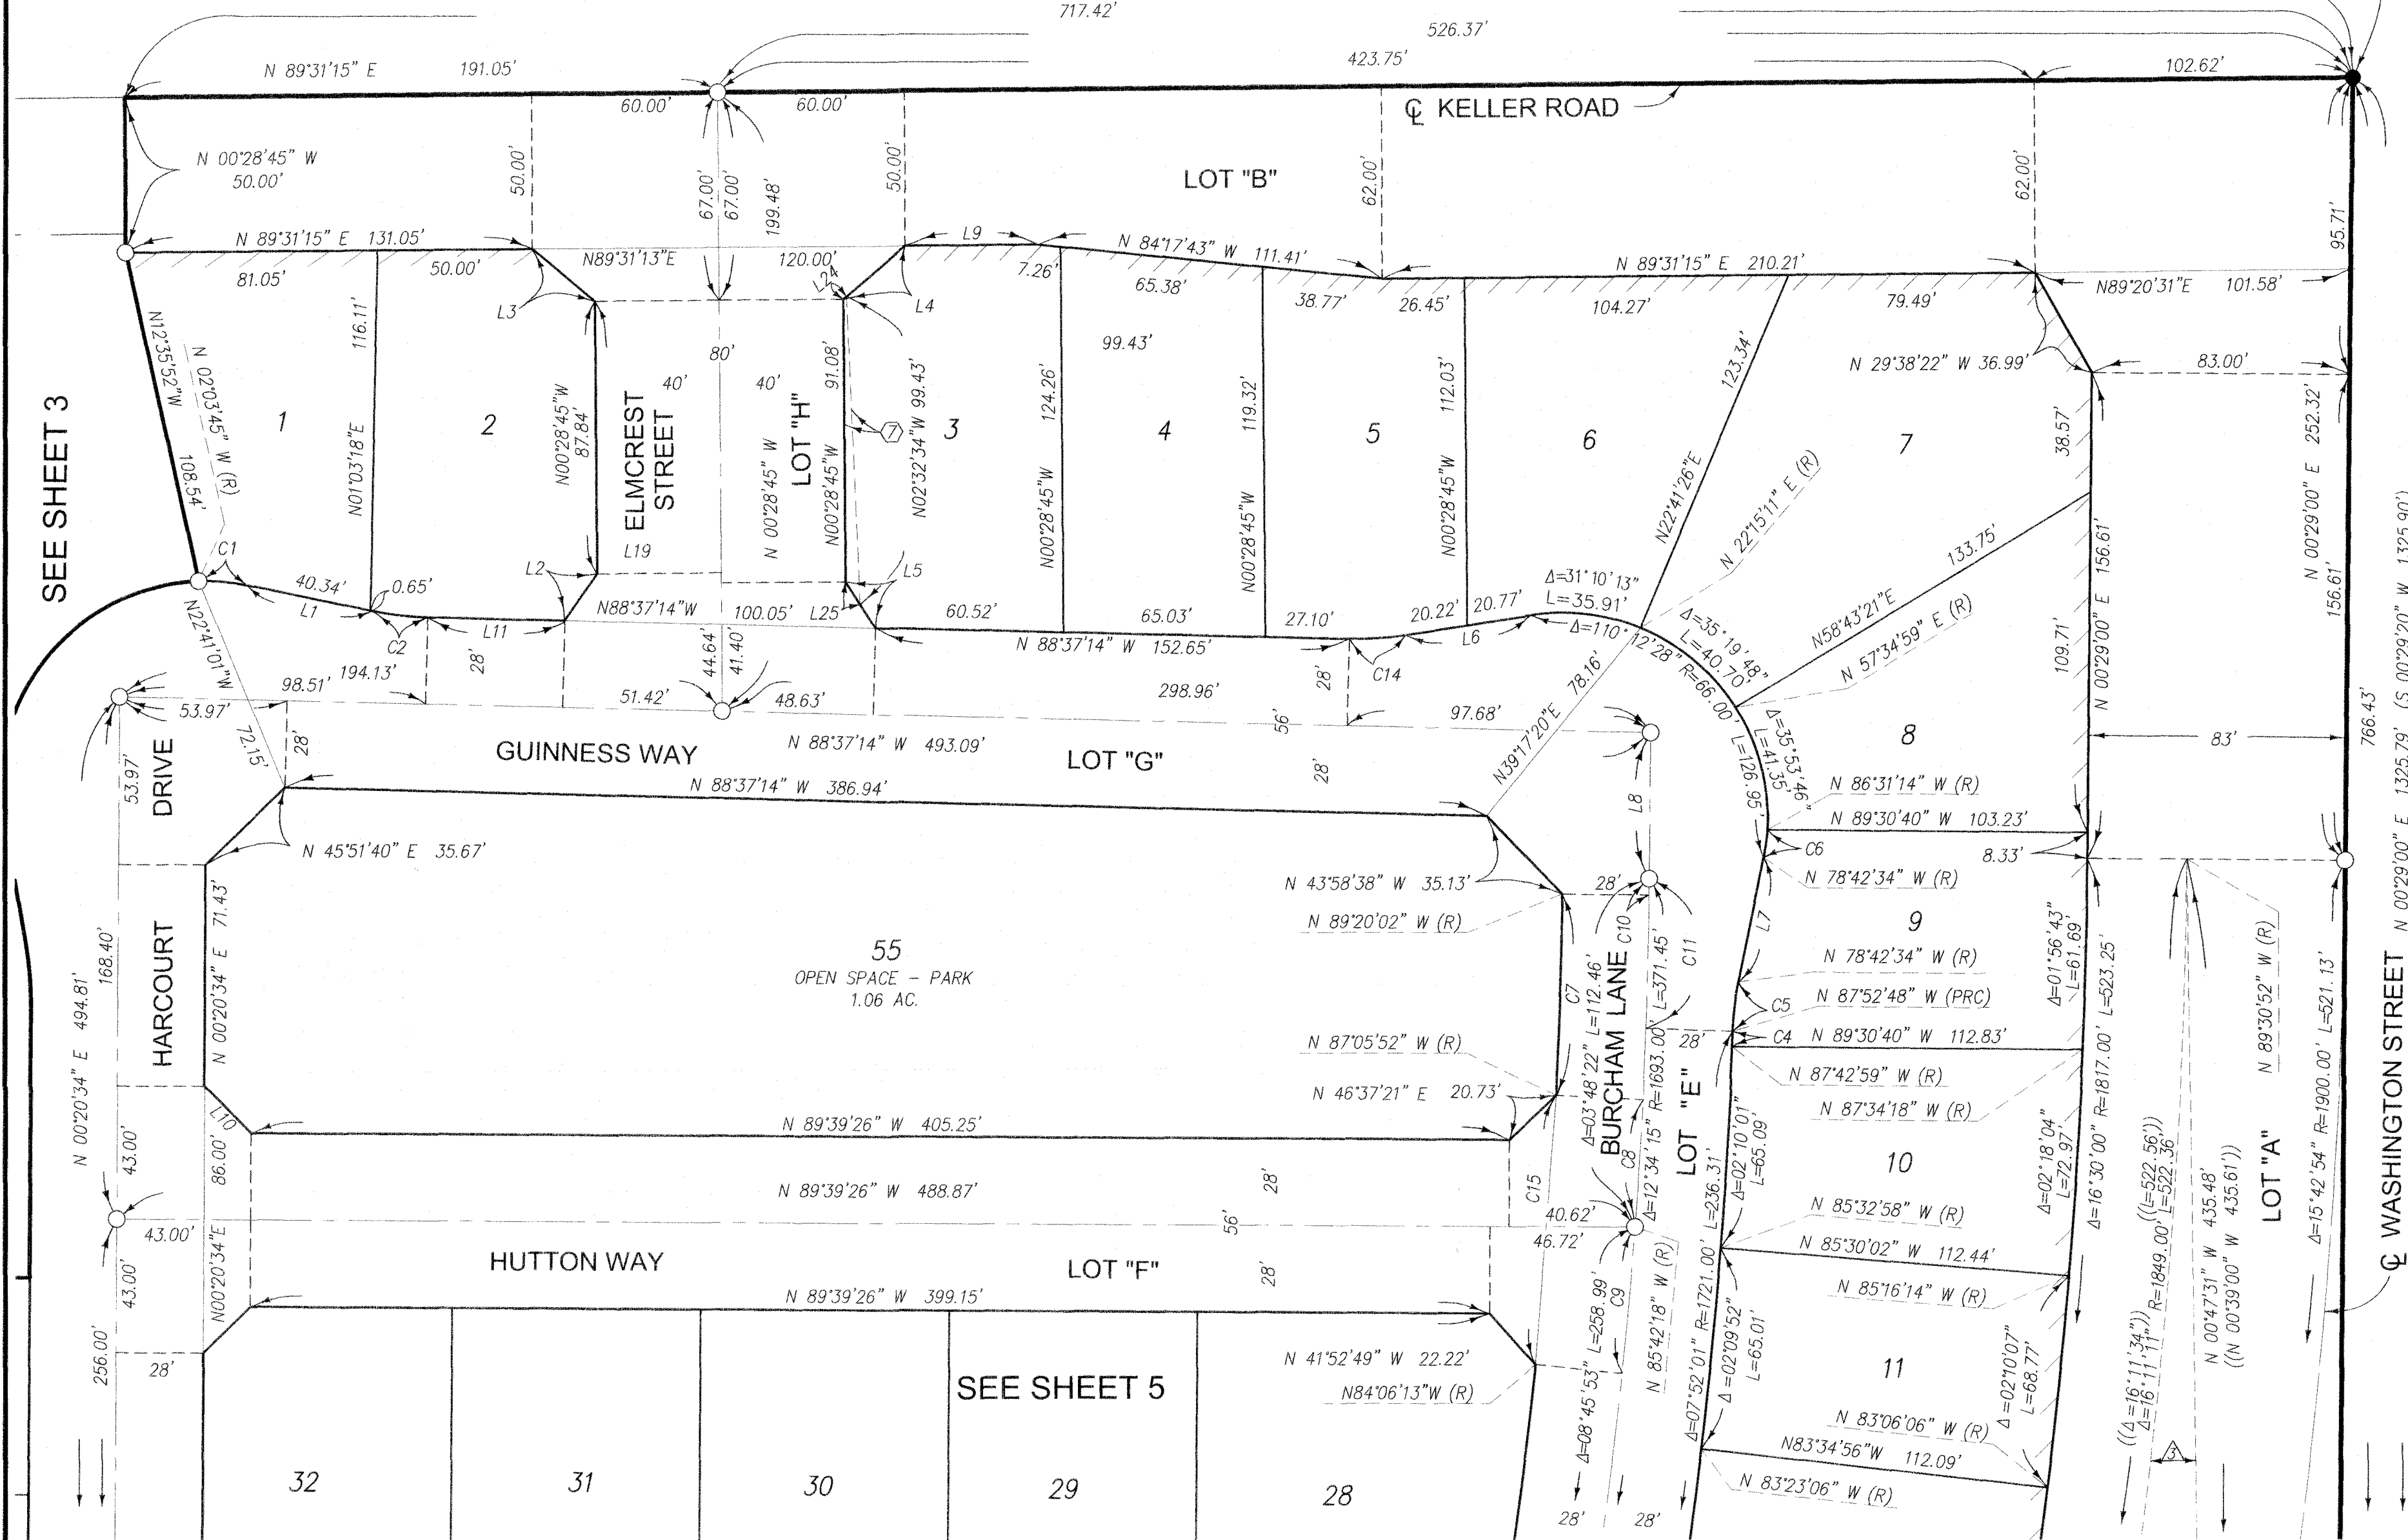 717.42'
526.37'
423.75'
N 89°31'15" E 191.05'
102.62'
60.00' 60.00'
℄ KELLER ROAD
N 00°28'45" W
50.00'
50.00'
67.00'
67.00'
199.48'
50.00'
LOT "B"
62.00'
62.00'
95.71'
N 89°31'15" E 131.05'
N89°31'13"E 120.00'
L9
N 84°17'43" W 111.41'
N 89°31'15" E 210.21'
N89°20'31"E 101.58'
81.05'
50.00'
L3
L24
L4
7.26'
65.38'
38.77'
26.45'
104.27'
79.49'
99.43'
80'
40' 40'
N 29°38'22" W 36.99'
83.00'
SEE SHEET 3
N12°35'52"W 108.54'
N 02°03'45" W (R)
1
N01°03'18"E 116.11'
2
N00°28'45"W
87.84'
ELMCREST
STREET
N 00°28'45" W
LOT "H"
N00°28'45"W 91.08'
7
N02°32'34"W 99.43'
3
N00°28'45"W 124.26'
4
N00°28'45"W 119.32'
5
N00°28'45"W 112.03'
6
N22°41'26"E 123.34'
7
38.57'
N 22°15'11" E (R)
N 00°29'00" E 252.32'
156.61'
C1
40.34'
L1
0.65'
C2
L11
L2
L19
N88°37'14"W 100.05'
L25
L5
60.52'
65.03'
27.10'
20.22'
20.77'
L6
N 88°37'14" W 152.65'
C14
Δ=31°10'13"
L=35.91'
Δ=110°12'28" R=66.00' L=126.95'
Δ=35°19'48"
L=40.70'
N58°43'21"E 133.75'
N 57°34'59" E (R)
Δ=35°53'46"
L=41.35'
109.71'
N 00°29'00" E 156.61'
N22°41'01"W 72.15'
194.13'
98.51'
53.97'
28'
28'
44.64'
41.40'
51.42'
48.63'
298.96'
28'
56'
97.68'
N39°17'20"E 78.16'
8
83'
766.43'
N 00°29'00" E 1325.79' (S 00°29'20" W 1325.90')
GUINNESS WAY
N 88°37'14" W 493.09'
LOT "G"
28'
N 88°37'14" W 386.94'
L8
53.97'
HARCOURT DRIVE
N 45°51'40" E 35.67'
N 86°31'14" W (R)
N 89°30'40" W 103.23'
C6
8.33'
N 78°42'34" W (R)
N 43°58'38" W 35.13'
28'
N 89°20'02" W (R)
L7
9
N 78°42'34" W (R)
N 87°52'48" W (PRC)
C5
28'
C4
N 89°30'40" W 112.83'
N 87°42'59" W (R)
N 87°34'18" W (R)
Δ=01°56'43"
L=61.69'
N 00°20'34" E 494.81'
168.40'
N 00°20'34" E 71.43'
55
OPEN SPACE - PARK
1.06 AC.
C7
C10
C11
N 87°05'52" W (R)
N 46°37'21" E 20.73'
Δ=03°48'22" L=112.46'
BURCHAM LANE
C8
Δ=12°34'15" R=1693.00' L=371.45'
LOT "E"
L10
N 89°39'26" W 405.25'
43.00'
86.00'
N 89°39'26" W 488.87'
28'
C15
40.62'
46.72'
43.00'
43.00'
N00°20'34"E
HUTTON WAY
LOT "F"
56'
28'
N 89°39'26" W 399.15'
256.00'
28'
N 41°52'49" W 22.22'
N84°06'13"W (R)
SEE SHEET 5
32
31
30
29
28
Δ=08°45'53" L=258.99'
C9
N 85°42'18" W (R)
28' 28'
Δ=07°52'01" R=1721.00' L=236.31'
Δ=02°10'01"
L=65.09'
10
N 85°32'58" W (R)
N 85°30'02" W 112.44'
N 85°16'14" W (R)
Δ=02°18'04"
L=72.97'
Δ=16°30'00" R=1817.00' L=523.25'
Δ=02°09'52"
L=65.01'
11
Δ=02°10'07"
L=68.77'
N 83°06'06" W (R)
N83°34'56"W 112.09'
N 83°23'06" W (R)
((Δ=16°11'34")) ((L=522.56'))
Δ=16°11'11" R=1849.00' L=522.36'
3
N 00°47'31" W 435.48'
((N 00°39'00" W 435.61'))
LOT "A"
N 89°30'52" W (R)
Δ=15°42'54" R=1900.00' L=521.13'
℄ WASHINGTON STREET